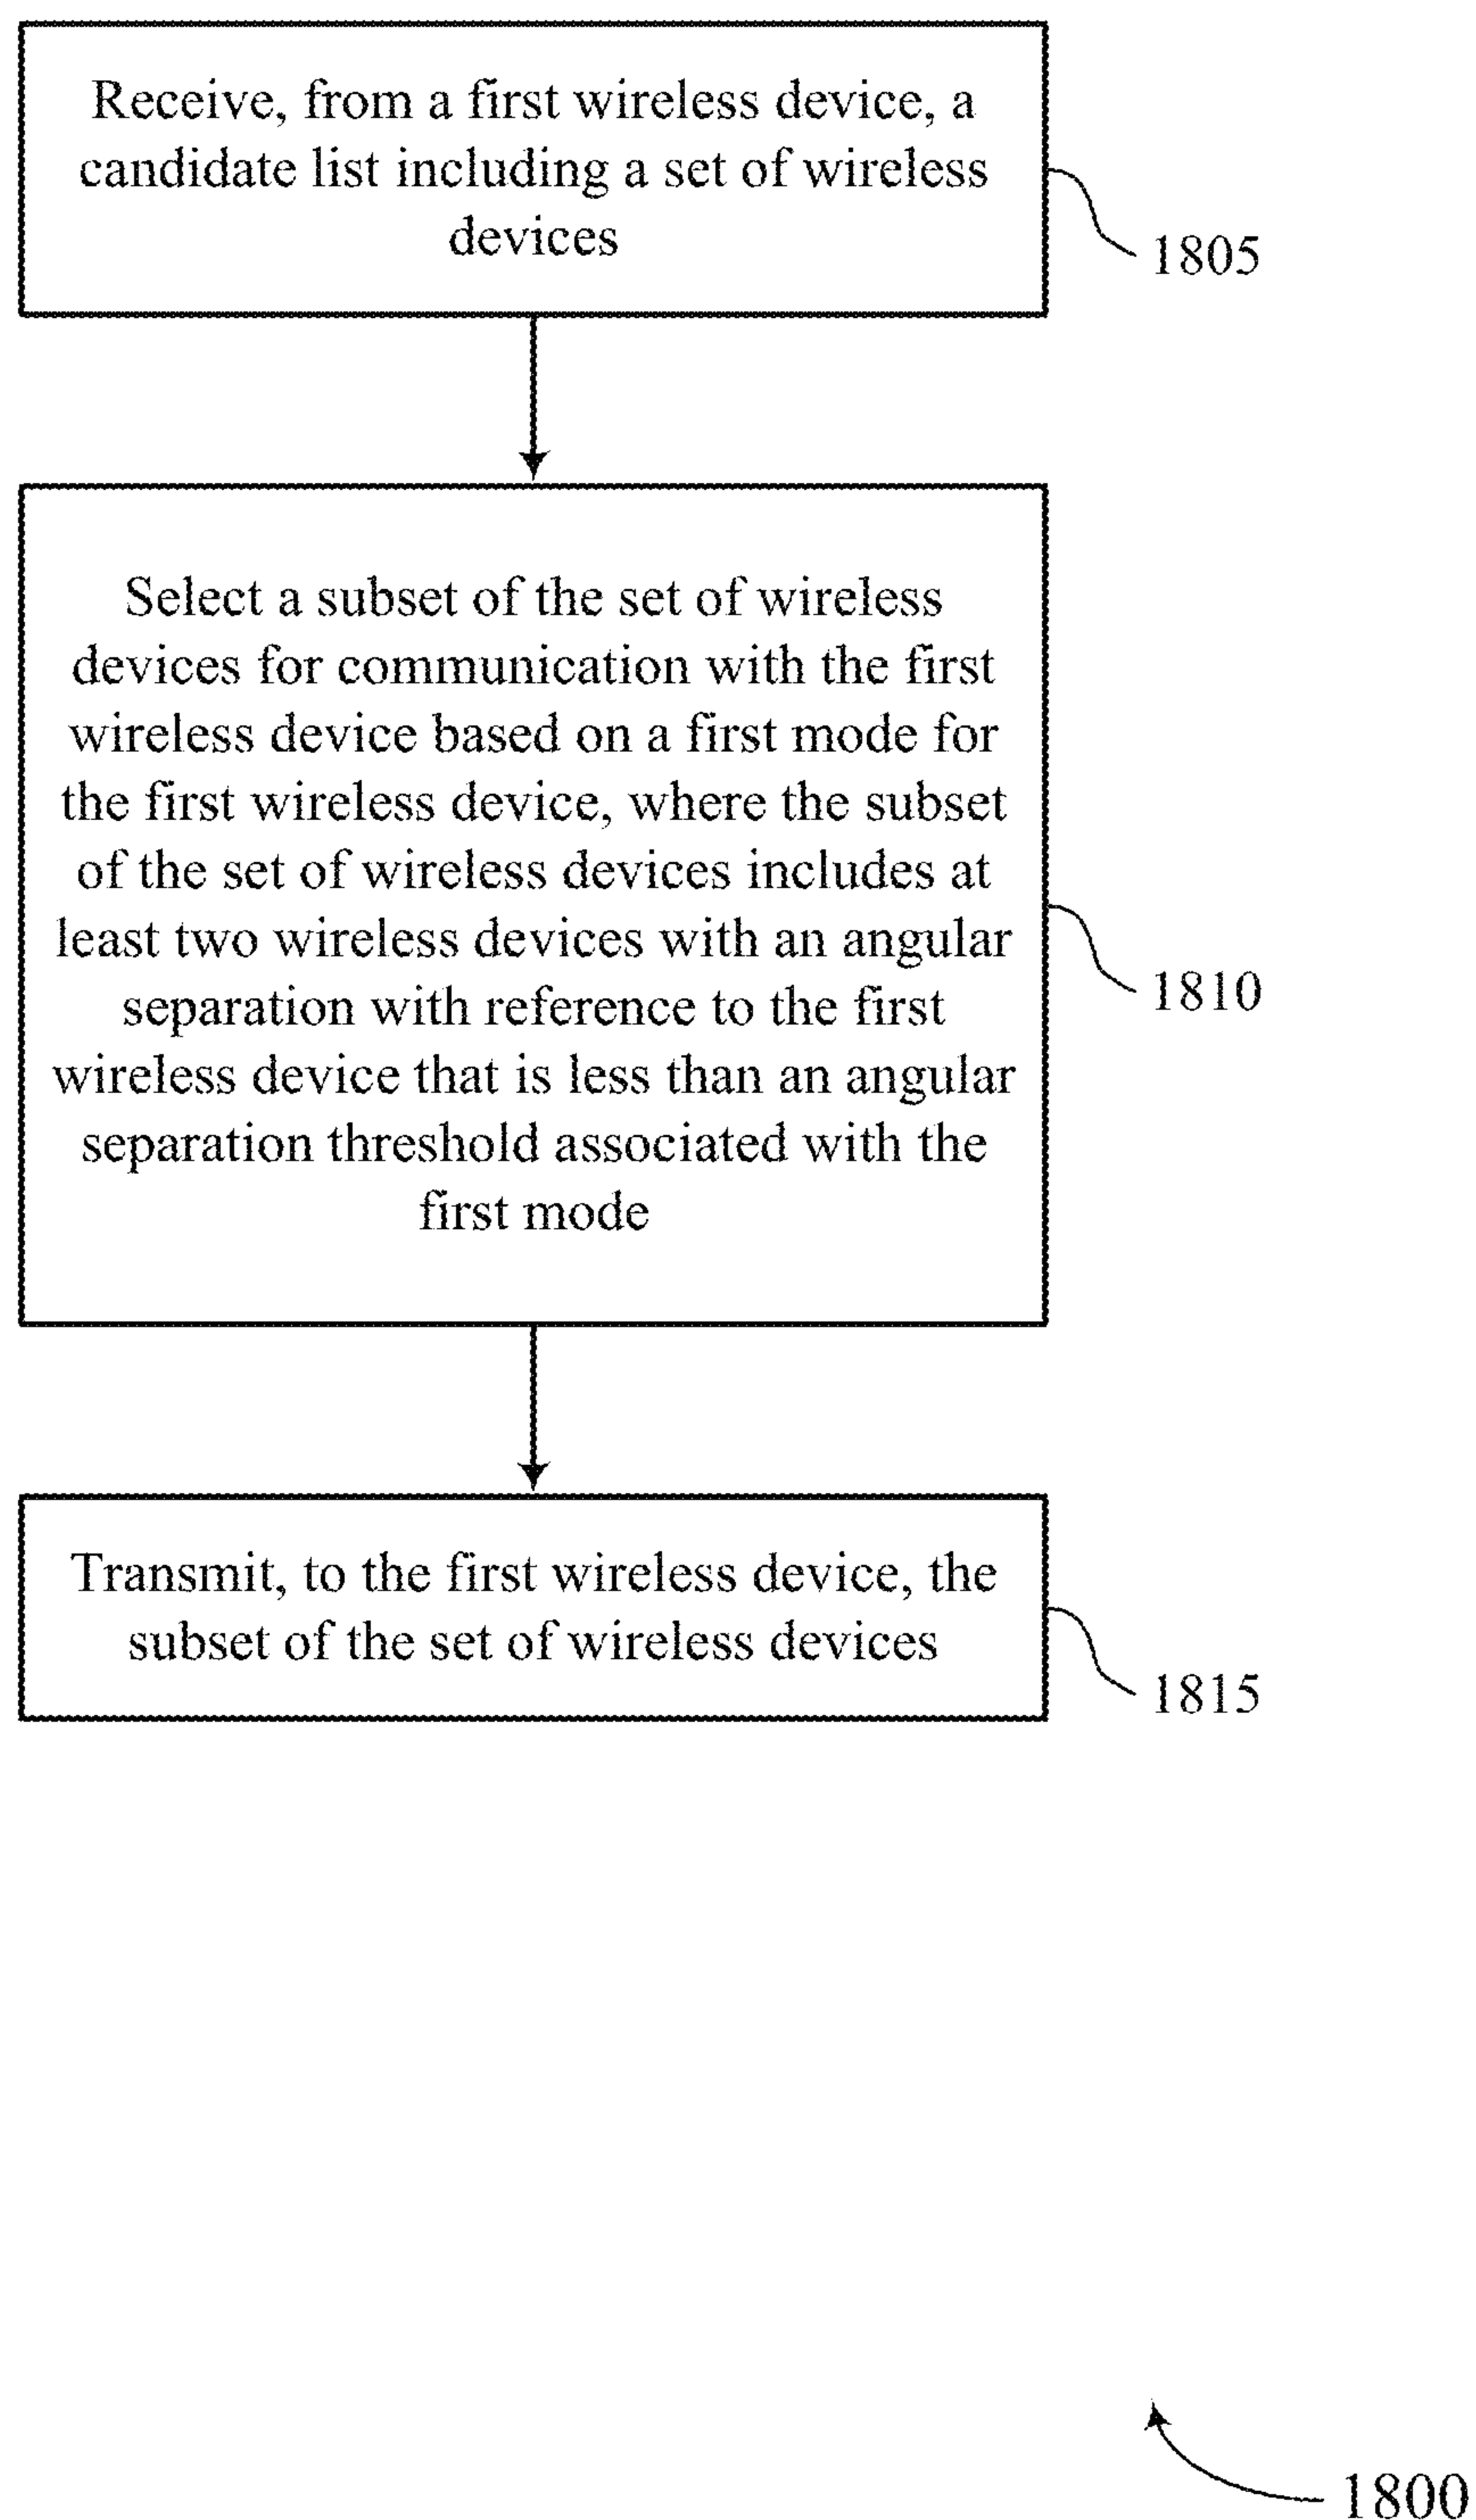 Receive, from a first wireless device, a
candidate list including a set of wireless
devices
1805
Select a subset of the set of wireless
devices for communication with the first
wireless device based on a first mode for
the first wireless device, where the subset
of the set of wireless devices includes at
least two wireless devices with an angular
separation with reference to the first
wireless device that is less than an angular
separation threshold associated with the
first mode
1810
Transmit, to the first wireless device, the
subset of the set of wireless devices
1815
1800